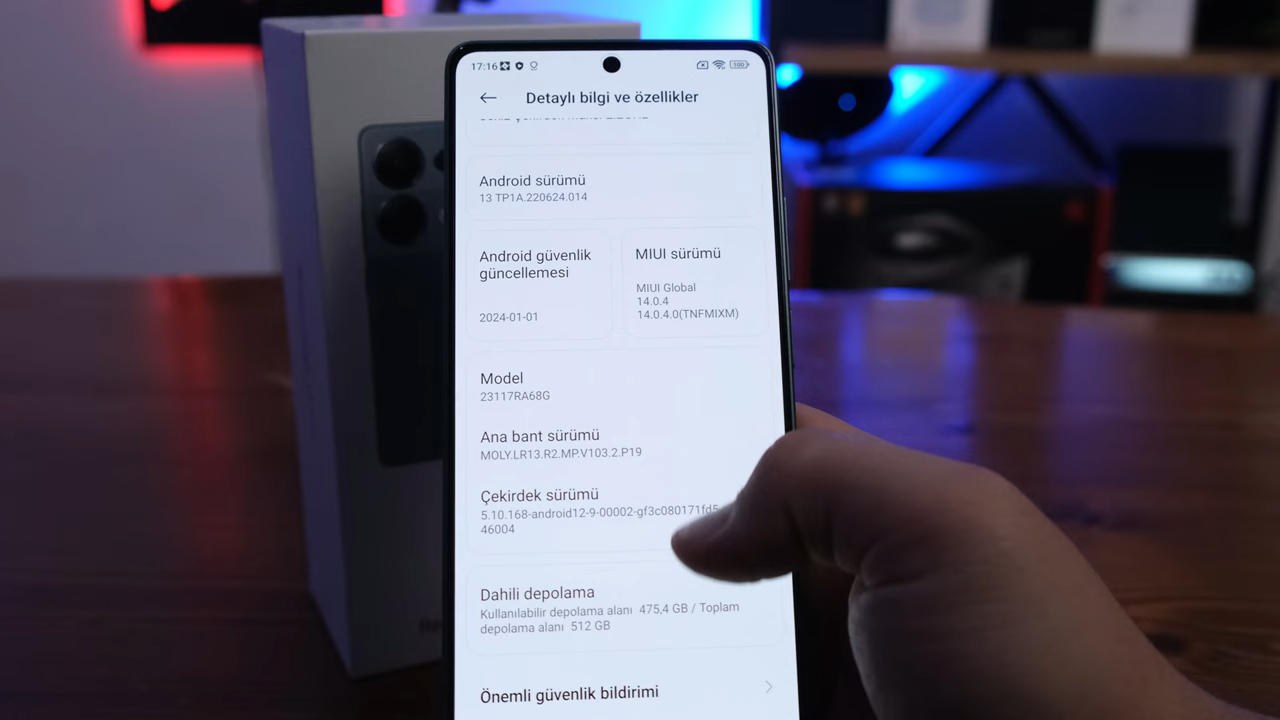 17:16
100
Detaylı bilgi ve özellikler
Android sürümü
13 TP1A.220624.014
Android güvenlik
güncellemesi
2024-01-01
MIUI sürümü
MIUI Global
14.0.4
14.0.4.0(TNFMIXM)
Model
23117RA68G
Ana bant sürümü
MOLY.LR13.R2.MP.V103.2.P19
Çekirdek sürümü
5.10.168-android12-9-00002-gf3c080171fd5
46004
Dahili depolama
Kullanılabilir depolama alanı 475,4 GB / Toplam
depolama alanı 512 GB
Önemli güvenlik bildirimi